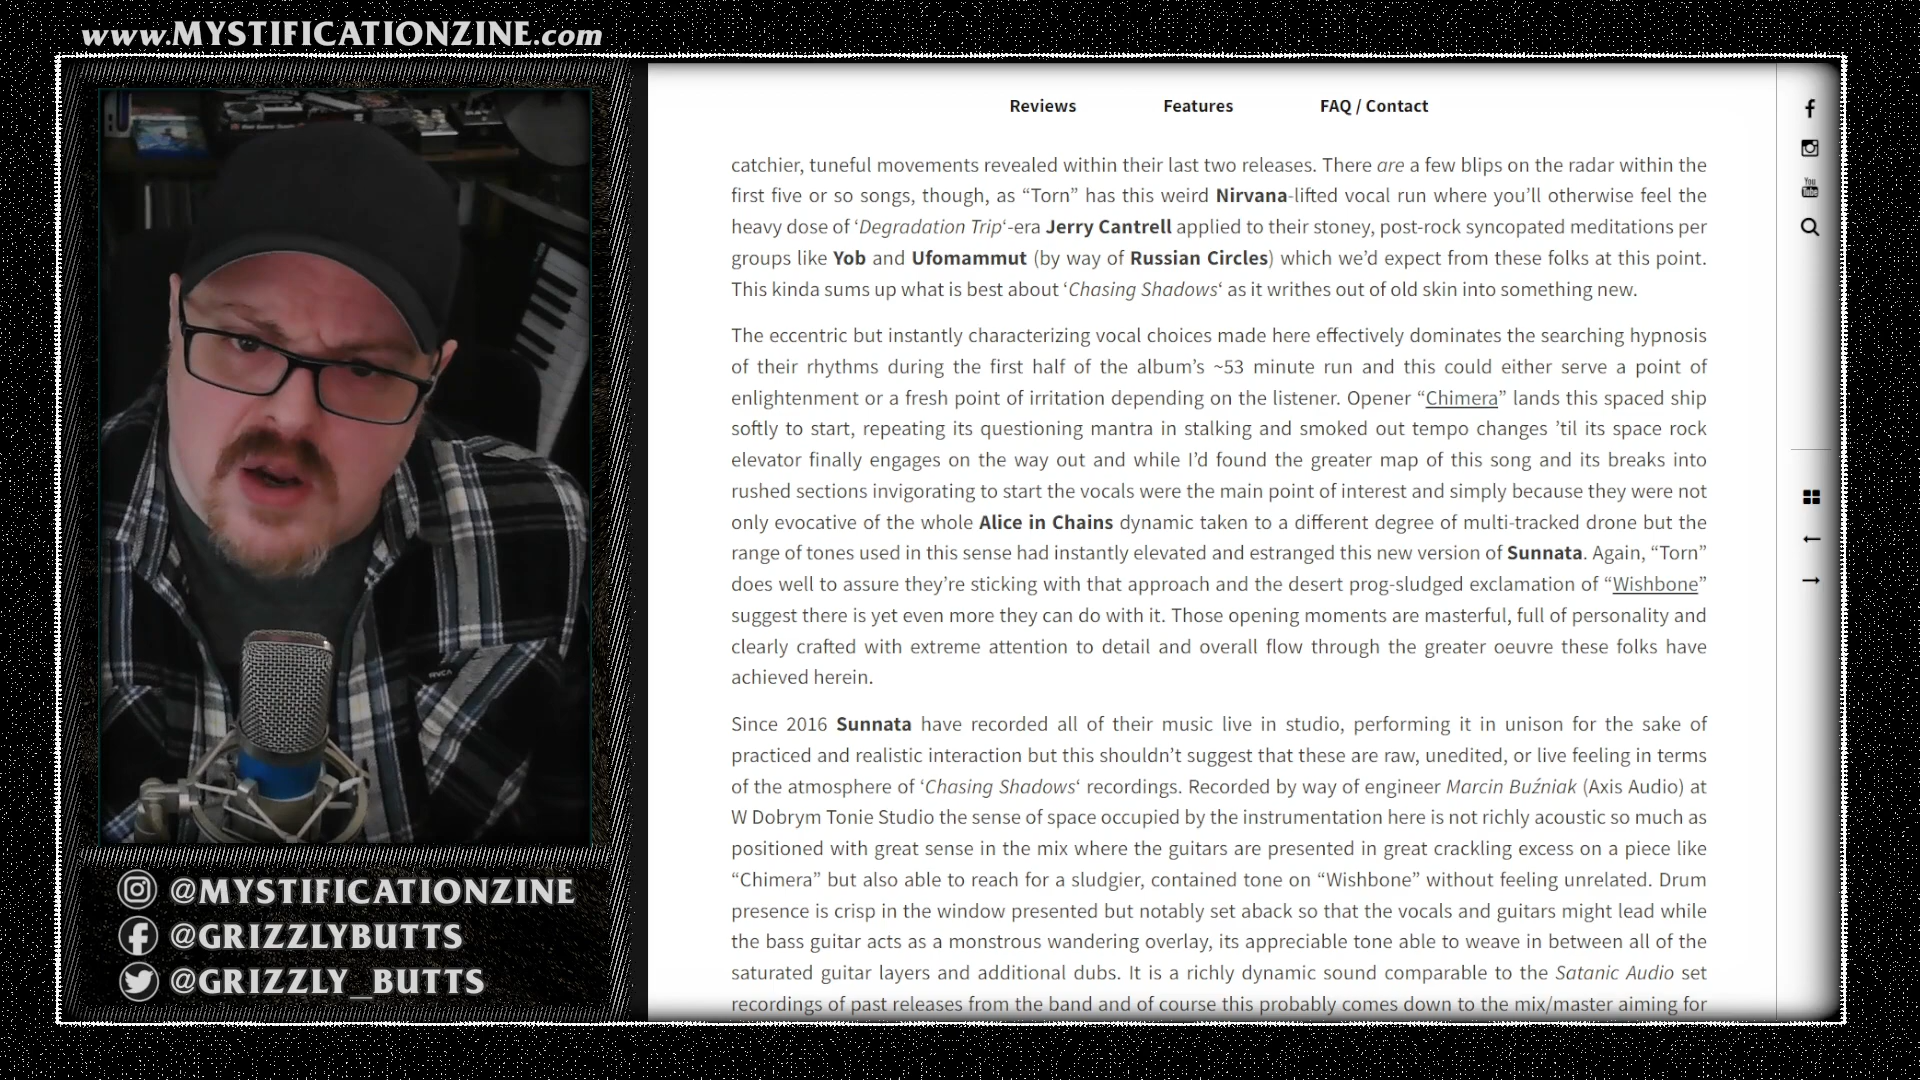 www.MYSTIFICATIONZINE.com
Reviews Features FAQ / Contact
catchier, tuneful movements revealed within their last two releases. There are a few blips on the radar within the
first five or so songs, though, as “Torn” has this weird Nirvana-lifted vocal run where you’ll otherwise feel the
heavy dose of ‘Degradation Trip‘-era Jerry Cantrell applied to their stoney, post-rock syncopated meditations per
groups like Yob and Ufomammut (by way of Russian Circles) which we’d expect from these folks at this point.
This kinda sums up what is best about ‘Chasing Shadows‘ as it writhes out of old skin into something new.
The eccentric but instantly characterizing vocal choices made here effectively dominates the searching hypnosis
of their rhythms during the first half of the album’s ~53 minute run and this could either serve a point of
enlightenment or a fresh point of irritation depending on the listener. Opener “Chimera” lands this spaced ship
softly to start, repeating its questioning mantra in stalking and smoked out tempo changes ’til its space rock
elevator finally engages on the way out and while I’d found the greater map of this song and its breaks into
rushed sections invigorating to start the vocals were the main point of interest and simply because they were not
only evocative of the whole Alice in Chains dynamic taken to a different degree of multi-tracked drone but the
range of tones used in this sense had instantly elevated and estranged this new version of Sunnata. Again, “Torn”
does well to assure they’re sticking with that approach and the desert prog-sludged exclamation of “Wishbone”
suggest there is yet even more they can do with it. Those opening moments are masterful, full of personality and
clearly crafted with extreme attention to detail and overall flow through the greater oeuvre these folks have
achieved herein.
Since 2016 Sunnata have recorded all of their music live in studio, performing it in unison for the sake of
practiced and realistic interaction but this shouldn’t suggest that these are raw, unedited, or live feeling in terms
of the atmosphere of ‘Chasing Shadows‘ recordings. Recorded by way of engineer Marcin Buźniak (Axis Audio) at
W Dobrym Tonie Studio the sense of space occupied by the instrumentation here is not richly acoustic so much as
positioned with great sense in the mix where the guitars are presented in great crackling excess on a piece like
“Chimera” but also able to reach for a sludgier, contained tone on “Wishbone” without feeling unrelated. Drum
presence is crisp in the window presented but notably set aback so that the vocals and guitars might lead while
the bass guitar acts as a monstrous wandering overlay, its appreciable tone able to weave in between all of the
saturated guitar layers and additional dubs. It is a richly dynamic sound comparable to the Satanic Audio set
recordings of past releases from the band and of course this probably comes down to the mix/master aiming for
@MYSTIFICATIONZINE
@GRIZZLYBUTTS
@GRIZZLY_BUTTS